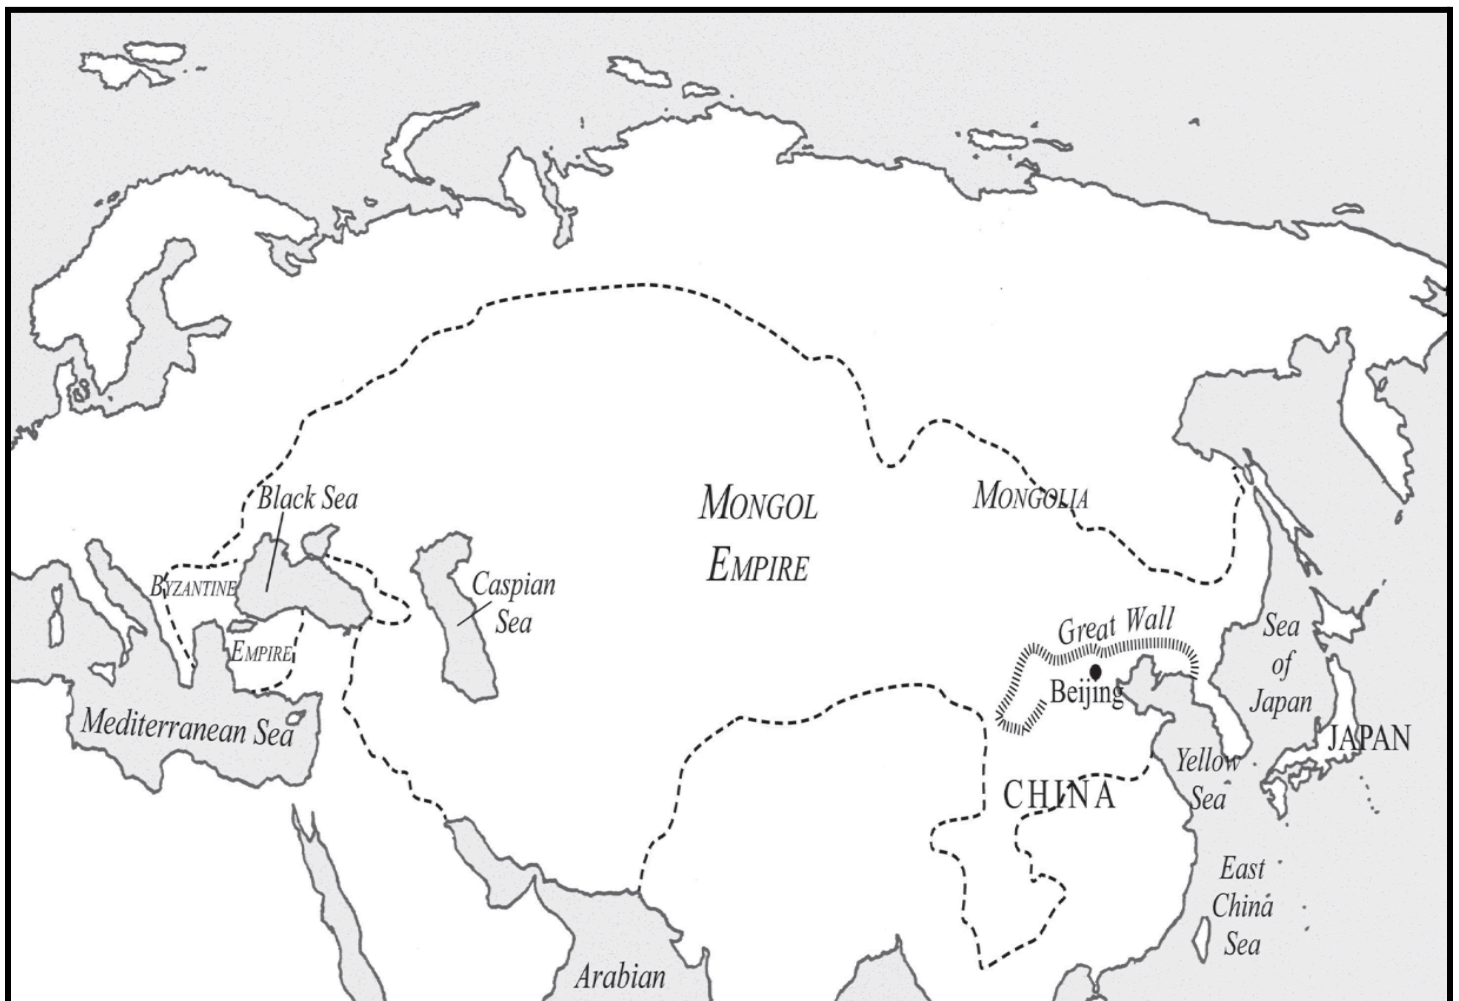 Black Sea
BYZANTINE
EMPIRE
Mediterranean Sea
Caspian
Sea
MONGOL
EMPIRE
MONGOLIA
Great Wall
Beijing
CHINA
Sea
of
Japan
JAPAN
Yellow
Sea
East
China
Sea
Arabian